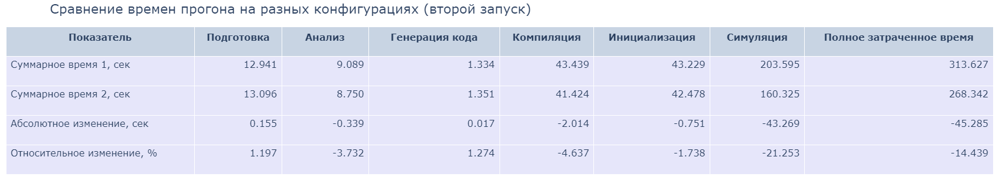 Сравнение времен прогона на разных конфигурациях (второй запуск)
Показатель Подготовка Анализ Генерация кода Компиляция Инициализация Симуляция Полное затраченное время
Суммарное время 1, сек 12.941 9.089 1.334 43.439 43.229 203.595 313.627
Суммарное время 2, сек 13.096 8.750 1.351 41.424 42.478 160.325 268.342
Абсолютное изменение, сек 0.155 -0.339 0.017 -2.014 -0.751 -43.269 -45.285
Относительное изменение, % 1.197 -3.732 1.274 -4.637 -1.738 -21.253 -14.439